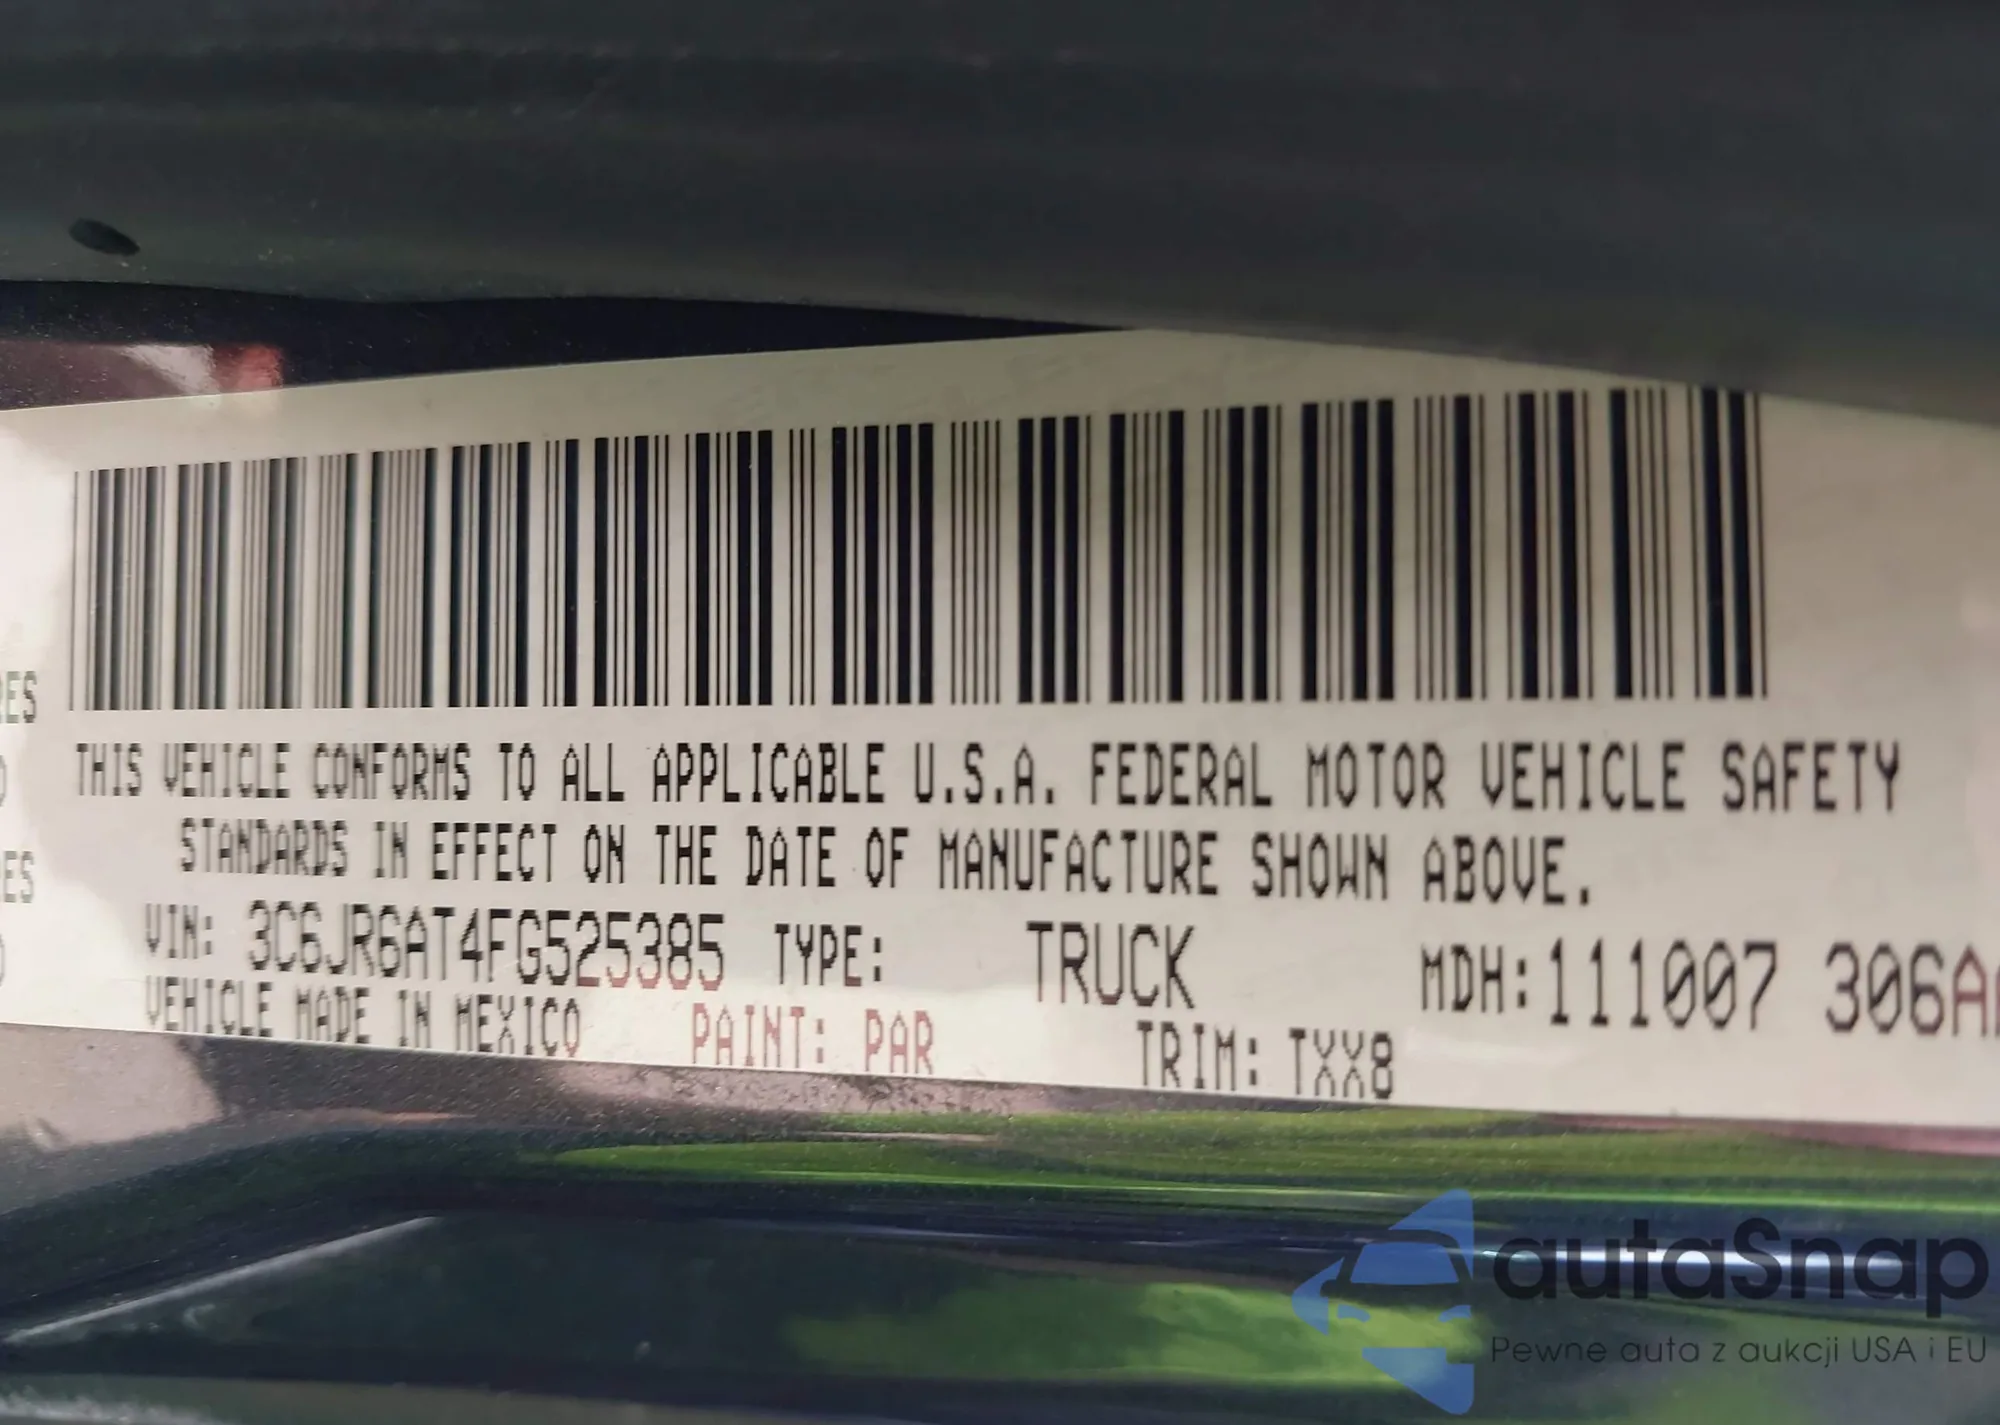 THIS VEHICLE CONFORMS TO ALL APPLICABLE U.S.A. FEDERAL MOTOR VEHICLE SAFETY
STANDARDS IN EFFECT ON THE DATE OF MANUFACTURE SHOWN ABOVE.
VIN: 3C6JR6AT4FG525385 TYPE: TRUCK MDH:111007 306A
VEHICLE MADE IN MEXICO PAINT: PAR TRIM: TXX8
autaSnap
Pewne auta z aukcji USA i EU